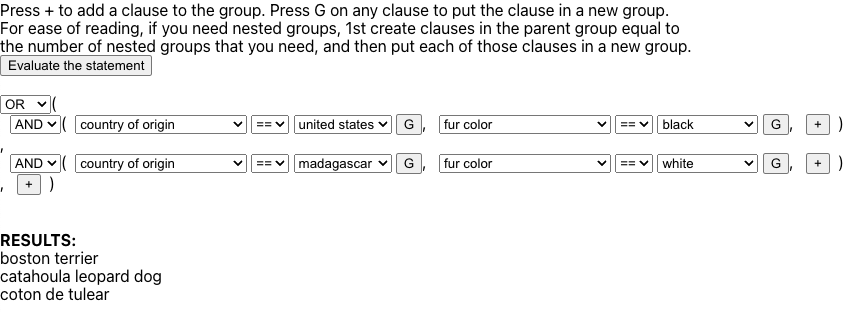 Press + to add a clause to the group. Press G on any clause to put the clause in a new group.
For ease of reading, if you need nested groups, 1st create clauses in the parent group equal to
the number of nested groups that you need, and then put each of those clauses in a new group.
Evaluate the statement
OR (
AND ( country of origin == united states G , fur color == black G , + )
,
AND ( country of origin == madagascar G , fur color == white G , + )
, + )
RESULTS:
boston terrier
catahoula leopard dog
coton de tulear